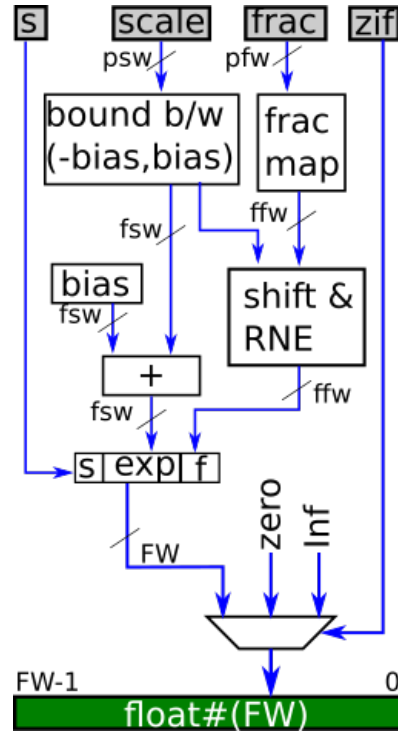 s scale frac zif
psw pfw
bound b/w
(-bias,bias)
frac
map
fsw ffw
bias
fsw
shift &
RNE
+
fsw ffw
s exp f
FW zero Inf
FW-1 0
float#(FW)